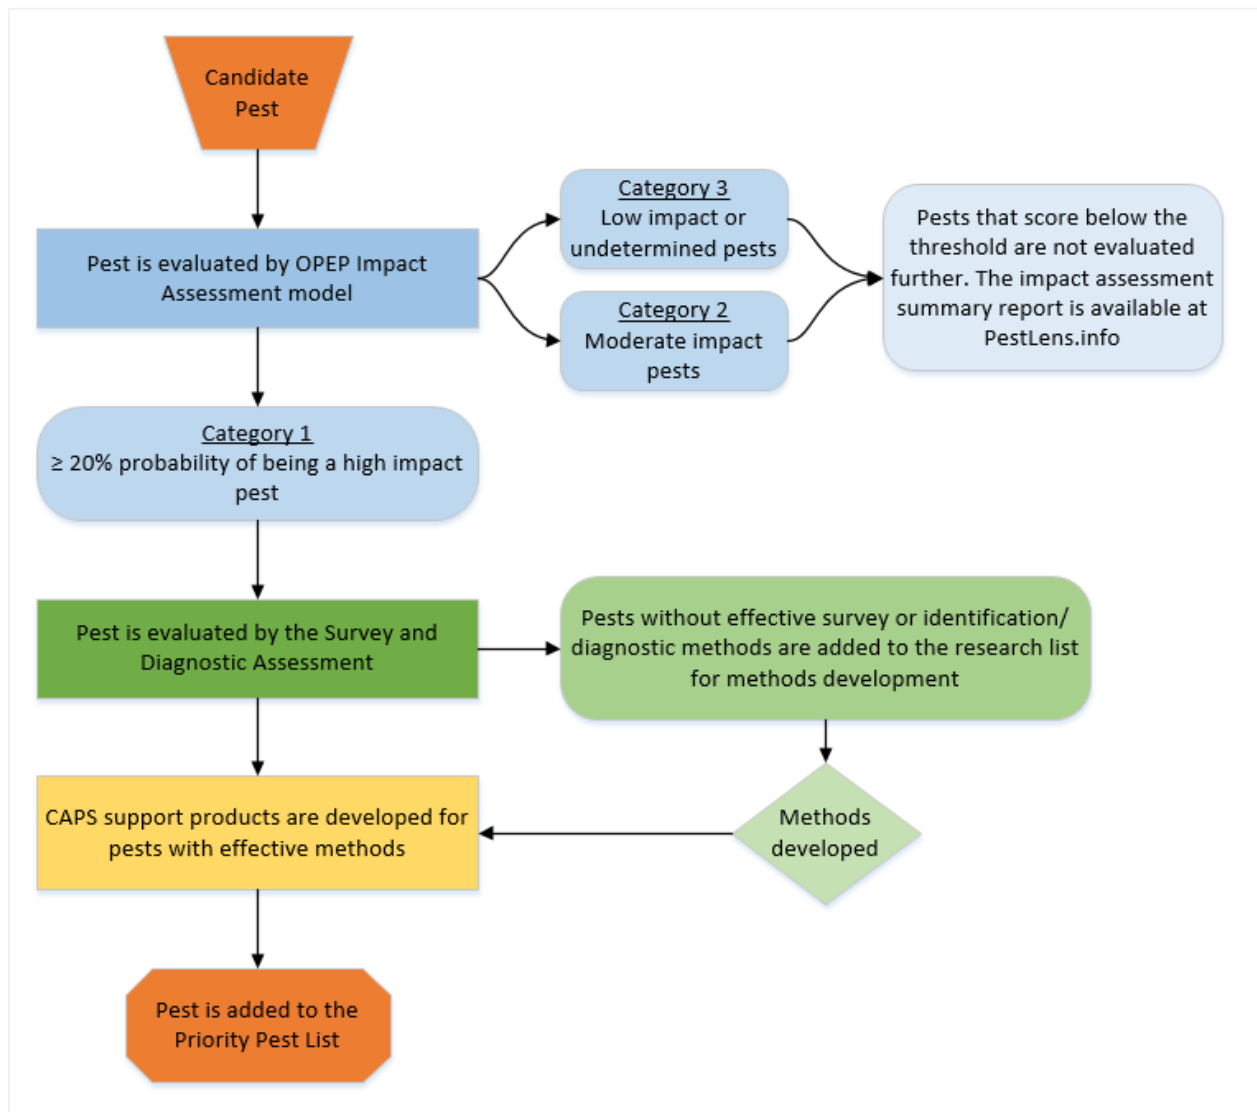 Candidate
Pest
Pest is evaluated by OPEP Impact
Assessment model
Category 3
Low impact or
undetermined pests
Category 2
Moderate impact
pests
Pests that score below the
threshold are not evaluated
further. The impact assessment
summary report is available at
PestLens.info
Category 1
≥ 20% probability of being a high impact
pest
Pest is evaluated by the Survey and
Diagnostic Assessment
Pests without effective survey or identification/
diagnostic methods are added to the research list
for methods development
CAPS support products are developed for
pests with effective methods
Methods
developed
Pest is added to the
Priority Pest List